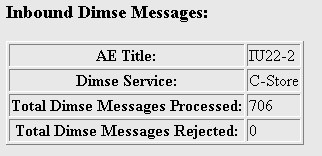 Inbound Dimse Messages:
AE Title: IU22-2
Dimse Service: C-Store
Total Dimse Messages Processed: 706
Total Dimse Messages Rejected: 0